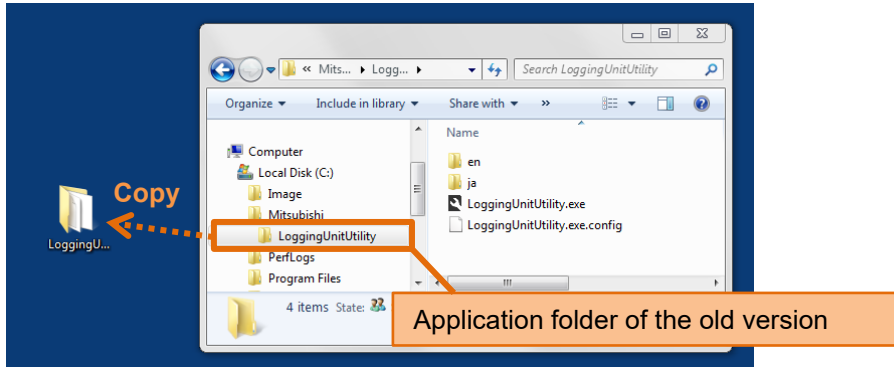 « Mits... ▸ Logg... ▸
Search LoggingUnitUtility
Organize ▾ Include in library ▾ Share with ▾ »
Name
Computer
Local Disk (C:)
Image
Mitsubishi
LoggingUnitUtility
PerfLogs
Program Files
en
ja
LoggingUnitUtility.exe
LoggingUnitUtility.exe.config
Copy
LoggingU...
4 items State:
Application folder of the old version